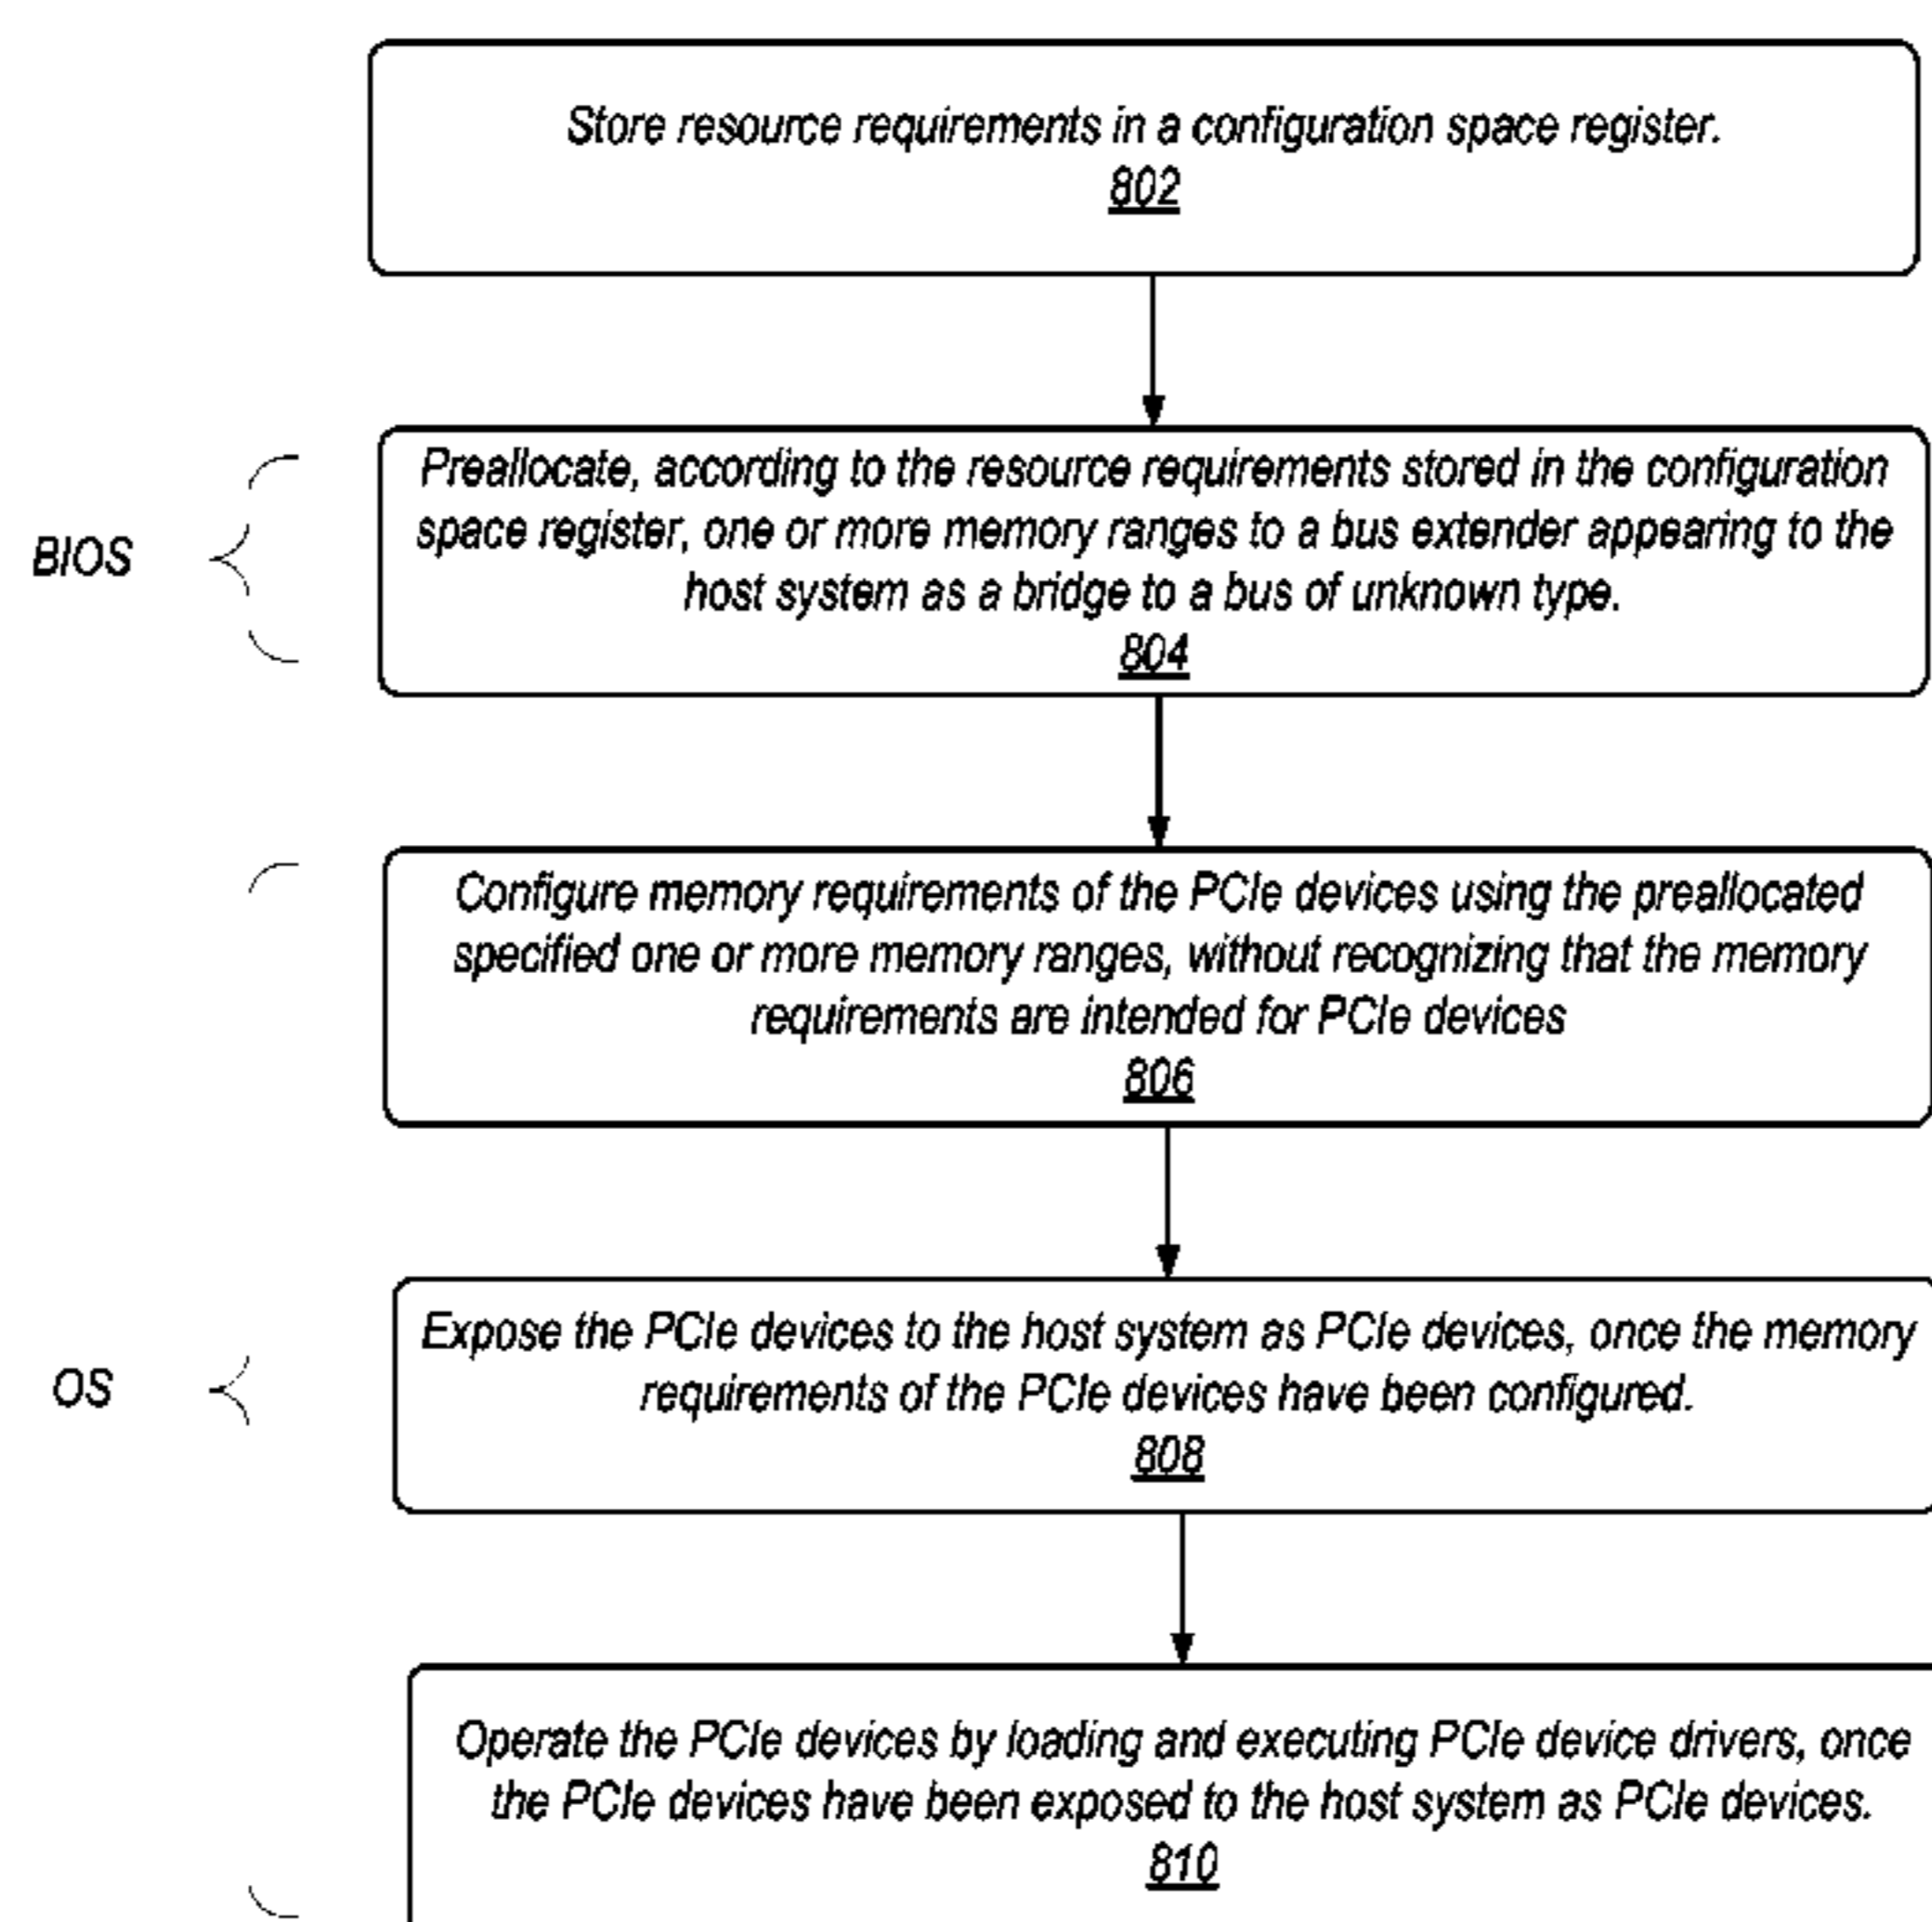 Store resource requirements in a configuration space register.
802
BIOS
Preallocate, according to the resource requirements stored in the configuration
space register, one or more memory ranges to a bus extender appearing to the
host system as a bridge to a bus of unknown type.
804
Configure memory requirements of the PCIe devices using the preallocated
specified one or more memory ranges, without recognizing that the memory
requirements are intended for PCIe devices
806
OS
Expose the PCIe devices to the host system as PCIe devices, once the memory
requirements of the PCIe devices have been configured.
808
Operate the PCIe devices by loading and executing PCIe device drivers, once
the PCIe devices have been exposed to the host system as PCIe devices.
810